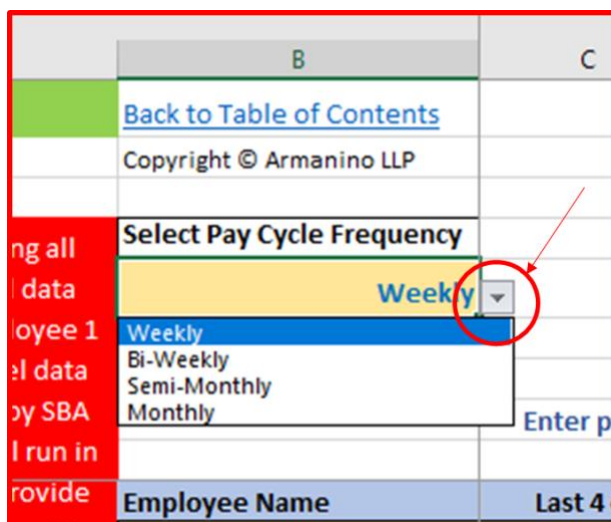 B C
Back to Table of Contents
Copyright © Armanino LLP
Select Pay Cycle Frequency
ng all
data
Weekly
loyee 1
Weekly
Bi-Weekly
el data
Semi-Monthly
by SBA
Monthly
Enter p
l run in
rovide
Employee Name Last 4